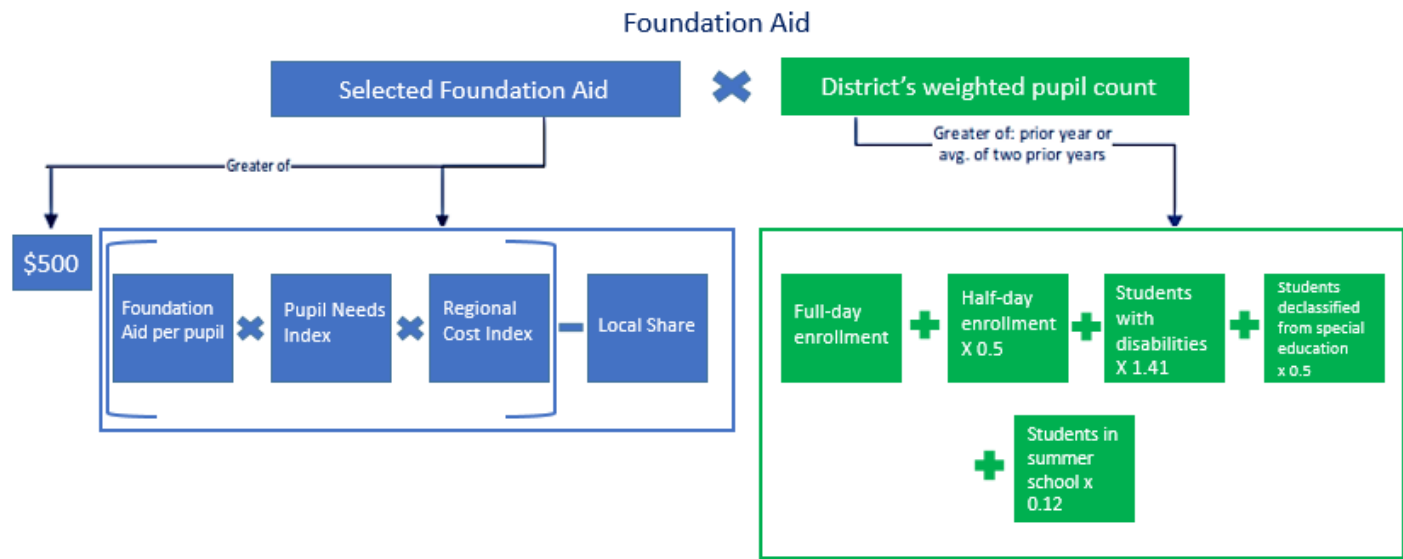 Foundation Aid
Selected Foundation Aid
District's weighted pupil count
Greater of
Greater of: prior year or
avg. of two prior years
$500
Foundation
Aid per pupil
Pupil Needs
Index
Regional
Cost Index
Local Share
Full-day
enrollment
Half-day
enrollment
X 0.5
Students
with
disabilities
X 1.41
Students
declassified
from special
education
x 0.5
Students in
summer
school x
0.12